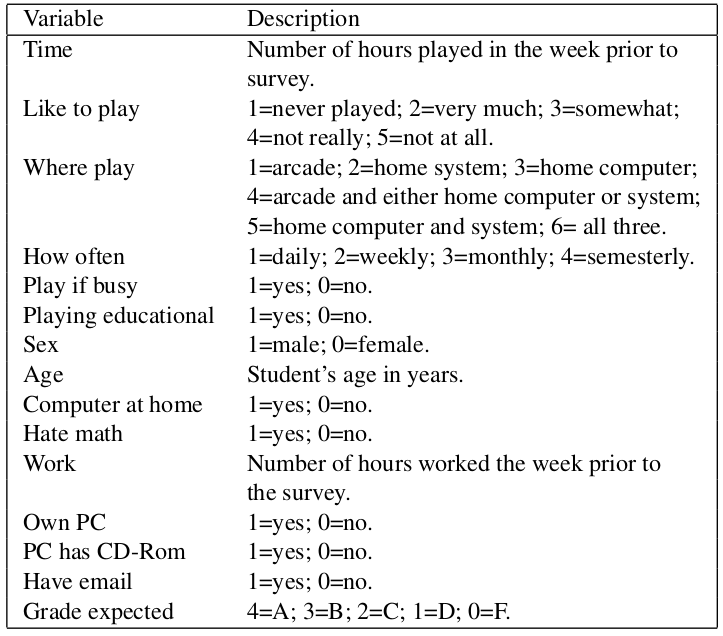 Variable Description
Time Number of hours played in the week prior to
survey.
Like to play 1=never played; 2=very much; 3=somewhat;
4=not really; 5=not at all.
Where play 1=arcade; 2=home system; 3=home computer;
4=arcade and either home computer or system;
5=home computer and system; 6= all three.
How often 1=daily; 2=weekly; 3=monthly; 4=semesterly.
Play if busy 1=yes; 0=no.
Playing educational 1=yes; 0=no.
Sex 1=male; 0=female.
Age Student's age in years.
Computer at home 1=yes; 0=no.
Hate math 1=yes; 0=no.
Work Number of hours worked the week prior to
the survey.
Own PC 1=yes; 0=no.
PC has CD-Rom 1=yes; 0=no.
Have email 1=yes; 0=no.
Grade expected 4=A; 3=B; 2=C; 1=D; 0=F.